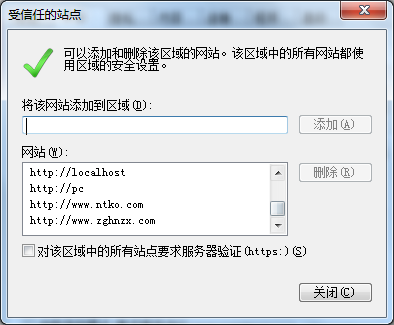 受信任的站点
可以添加和删除该区域的网站。该区域中的所有网站都使
用区域的安全设置。
将该网站添加到区域(D):
添加(A)
网站(W):
http://localhost
http://pc
http://www.ntko.com
http://www.zghnzx.com
删除(R)
对该区域中的所有站点要求服务器验证(https:)(S)
关闭(C)